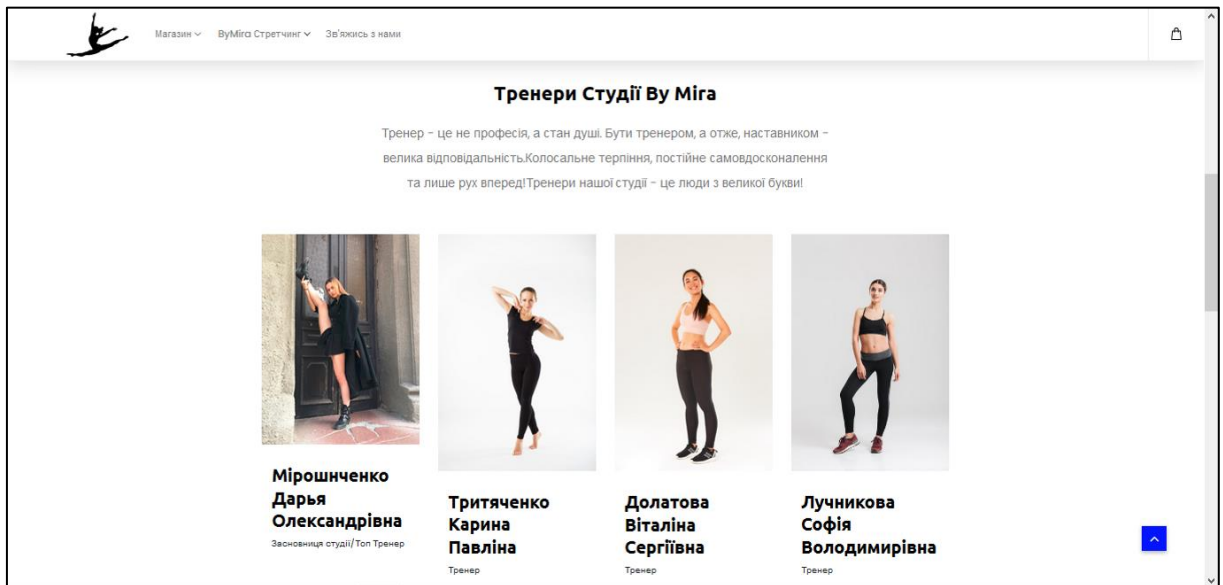 Магазин ByMira Стретчинг Зв'яжись з нами
Тренери Студії By Mira
Тренер - це не професія, а стан душі. Бути тренером, а отже, наставником -
велика відповідальність.Колосальне терпіння, постійне самовдосконалення
та лише рух вперед!Тренери нашої студії - це люди з великої букви!
Мірошнченко
Дарья
Олександрівна
Засновниця студії/Топ Тренер
Тритяченко
Карина
Павліна
Тренер
Долатова
Віталіна
Сергіївна
Тренер
Лучникова
Софія
Володимирівна
Тренер